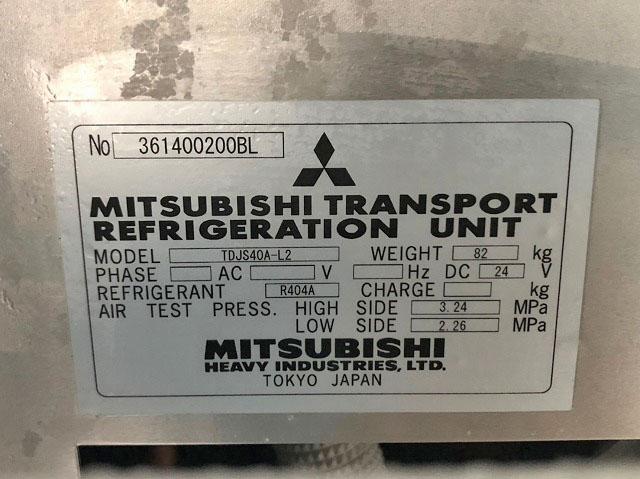 No 361400200BL
MITSUBISHI TRANSPORT
REFRIGERATION UNIT
MODEL TDJS40A-L2 WEIGHT 82 kg
PHASE AC V Hz DC 24 V
REFRIGERANT R404A CHARGE kg
AIR TEST PRESS. HIGH SIDE 3.24 MPa
LOW SIDE 2.26 MPa
MITSUBISHI
HEAVY INDUSTRIES, LTD.
TOKYO JAPAN